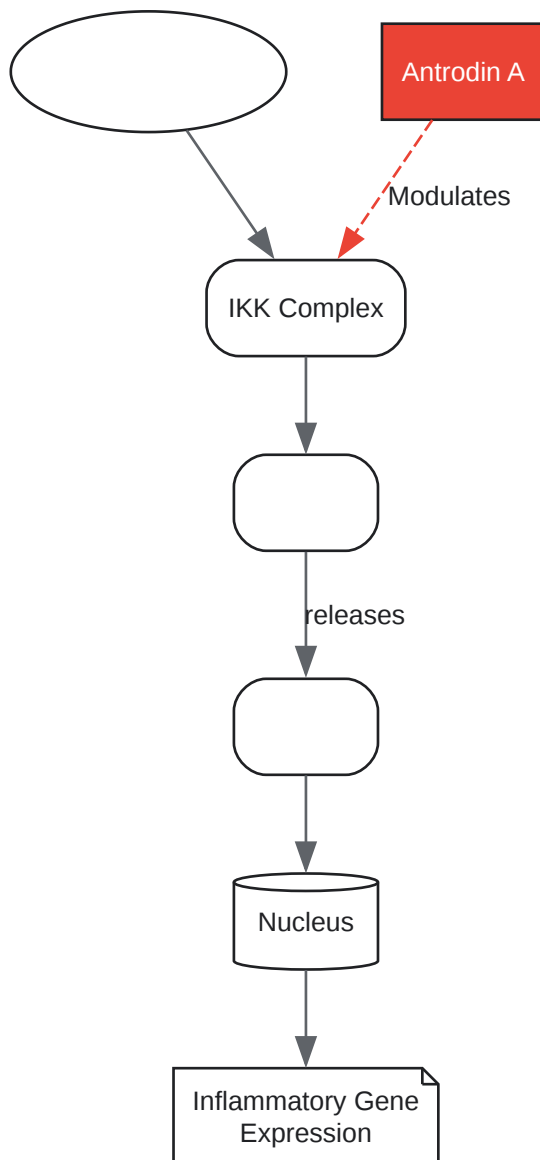 Antrodin A
Modulates
IKK Complex
releases
Nucleus
Inflammatory Gene
Expression